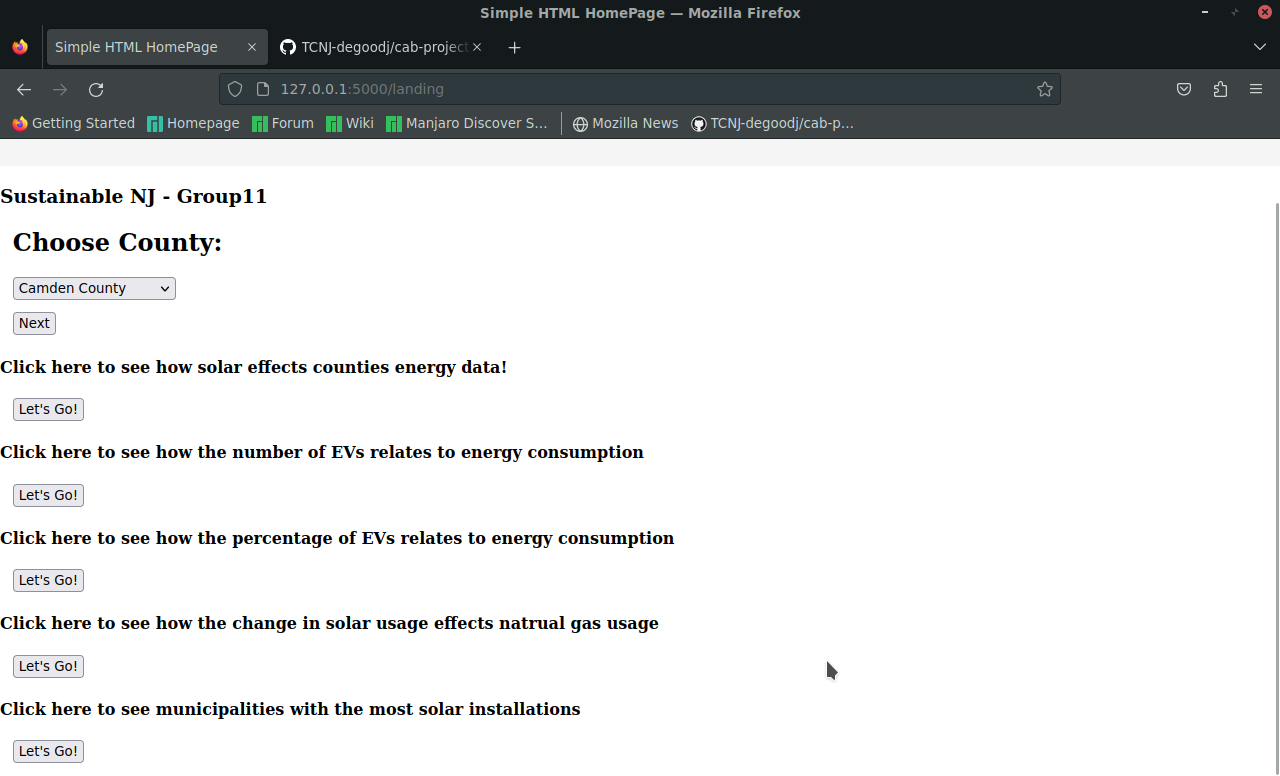 Simple HTML HomePage — Mozilla Firefox
Simple HTML HomePage
TCNJ-degoodj/cab-project
127.0.0.1:5000/landing
Getting Started Homepage Forum Wiki Manjaro Discover S… Mozilla News TCNJ-degoodj/cab-p…
Sustainable NJ - Group11
Choose County:
Camden County
Next
Click here to see how solar effects counties energy data!
Let's Go!
Click here to see how the number of EVs relates to energy consumption
Let's Go!
Click here to see how the percentage of EVs relates to energy consumption
Let's Go!
Click here to see how the change in solar usage effects natrual gas usage
Let's Go!
Click here to see municipalities with the most solar installations
Let's Go!